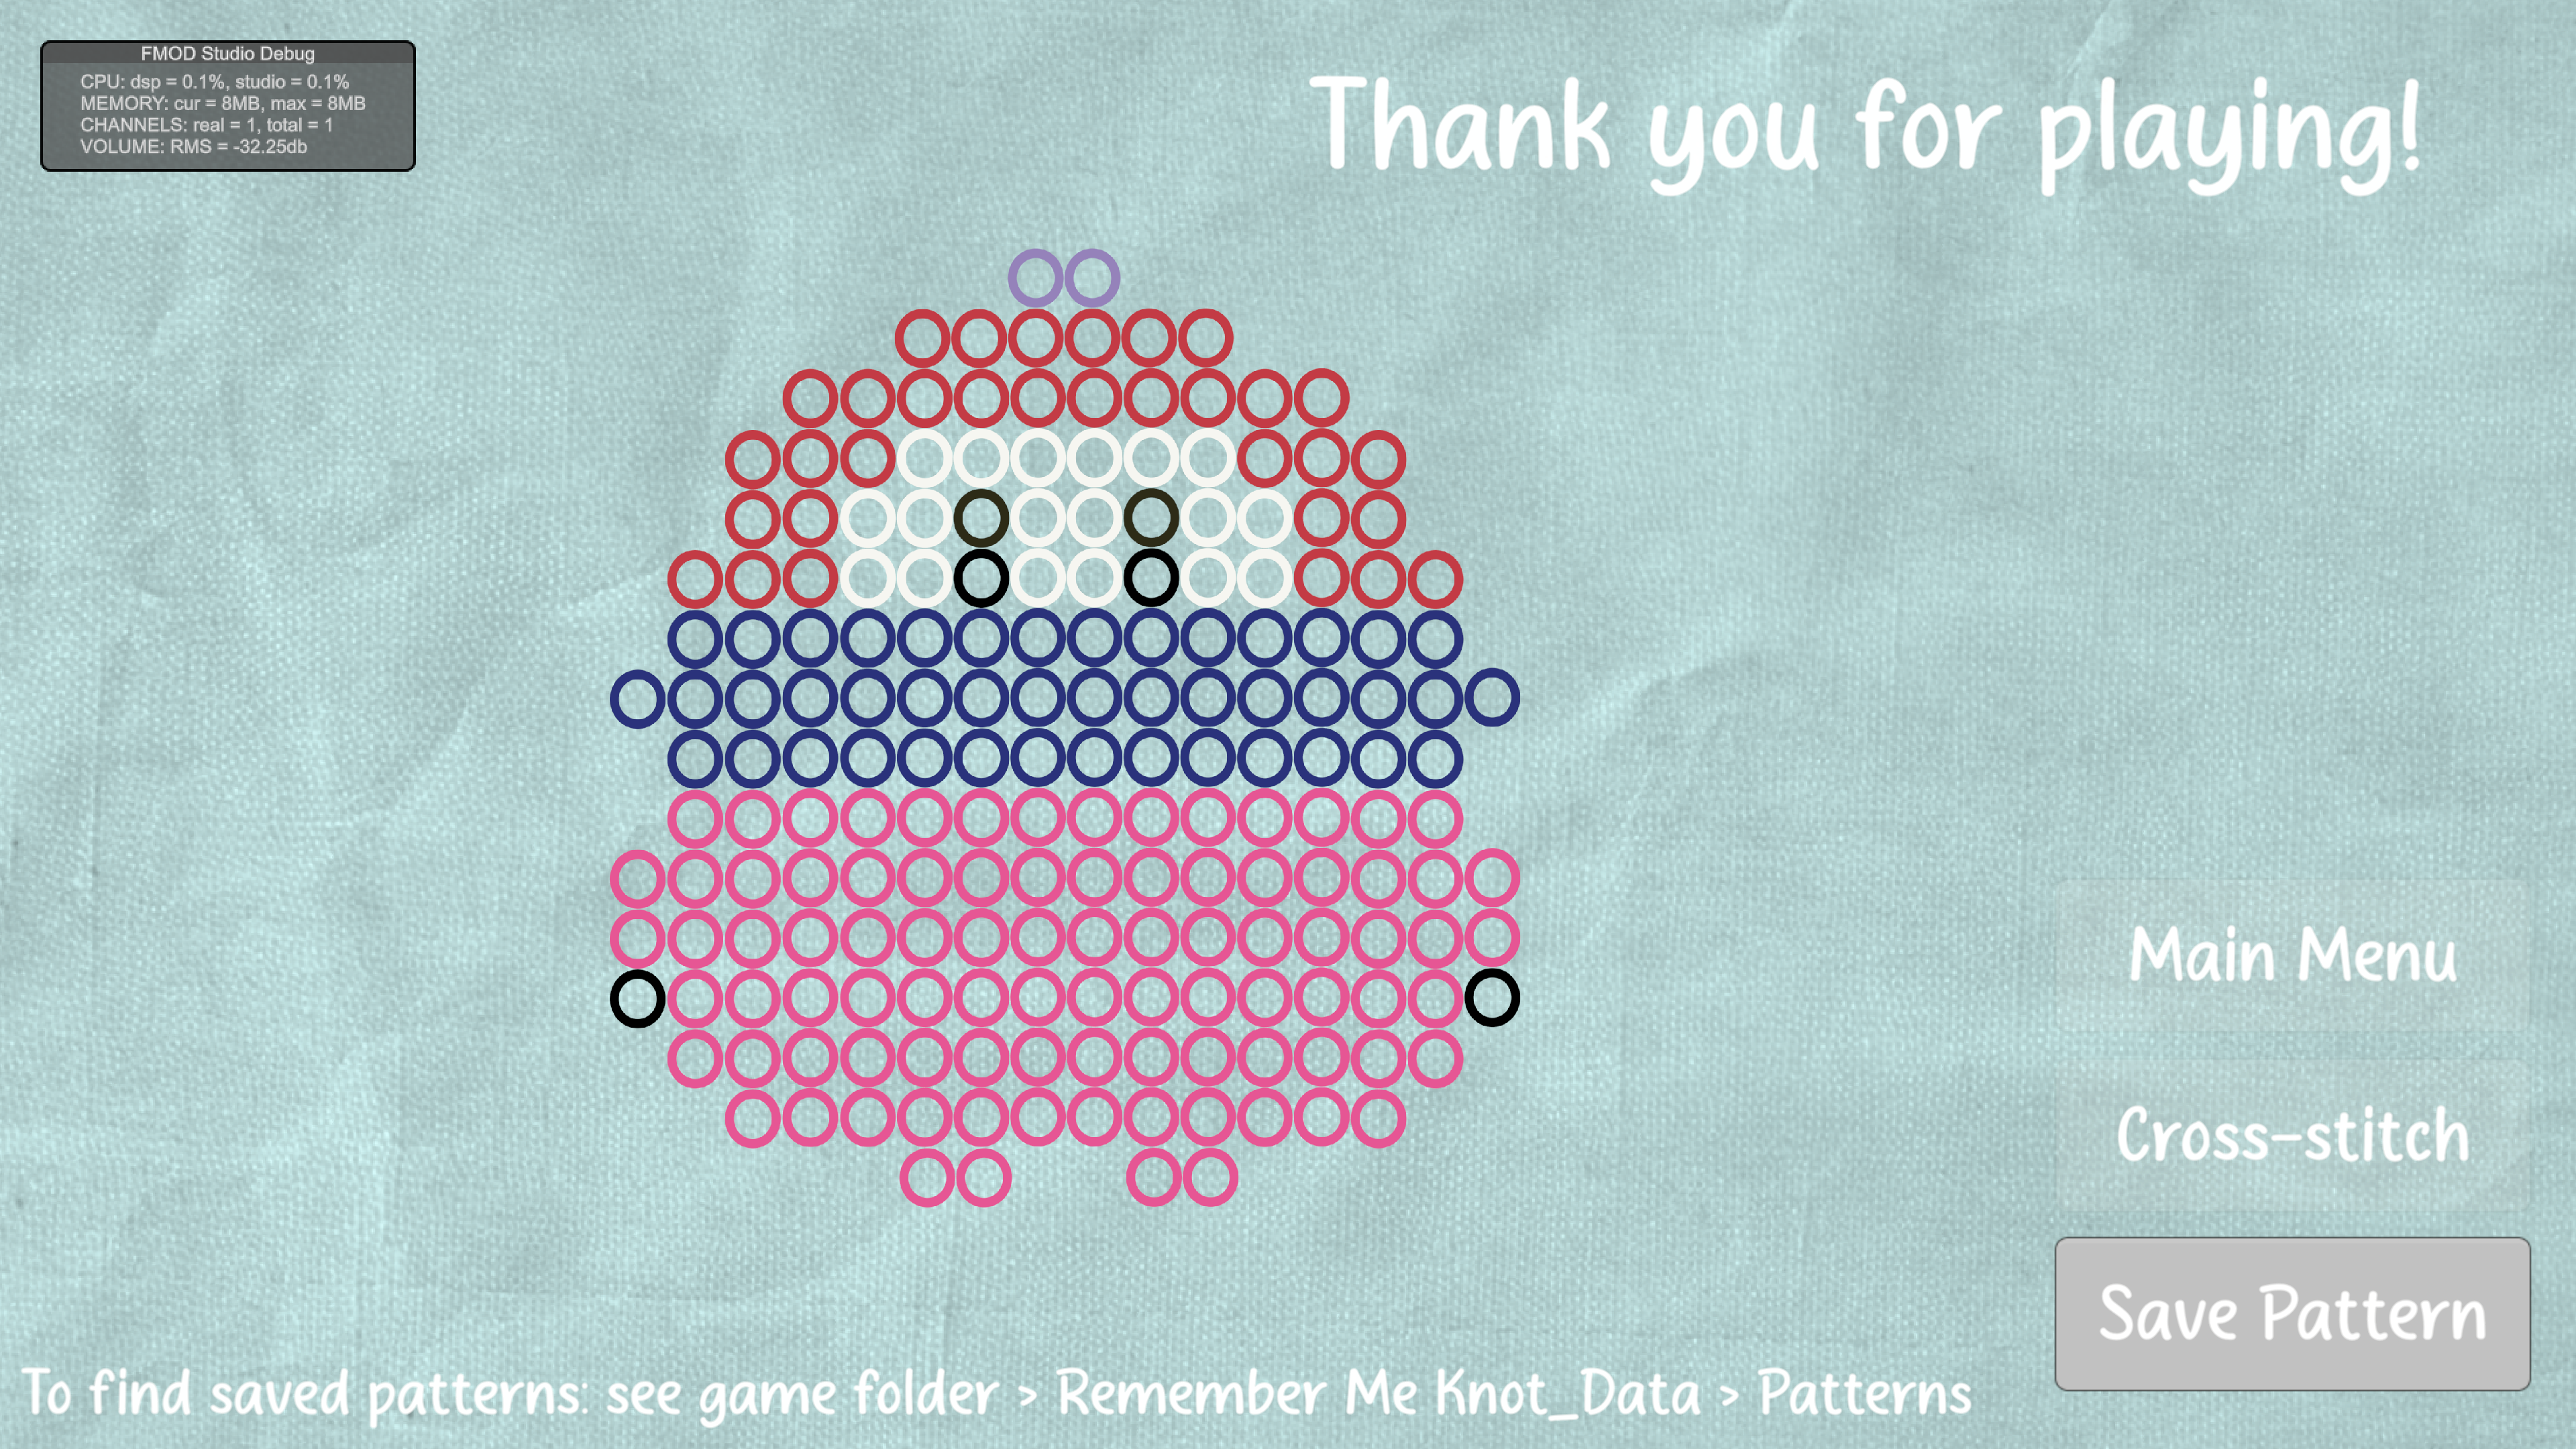 FMOD Studio Debug
CPU: dsp = 0.1%, studio = 0.1%
MEMORY: cur = 8MB, max = 8MB
CHANNELS: real = 1, total = 1
VOLUME: RMS = -32.25db
Thank you for playing!
Main Menu
Cross-stitch
Save Pattern
To find saved patterns: see game folder > Remember Me Knot_Data > Patterns